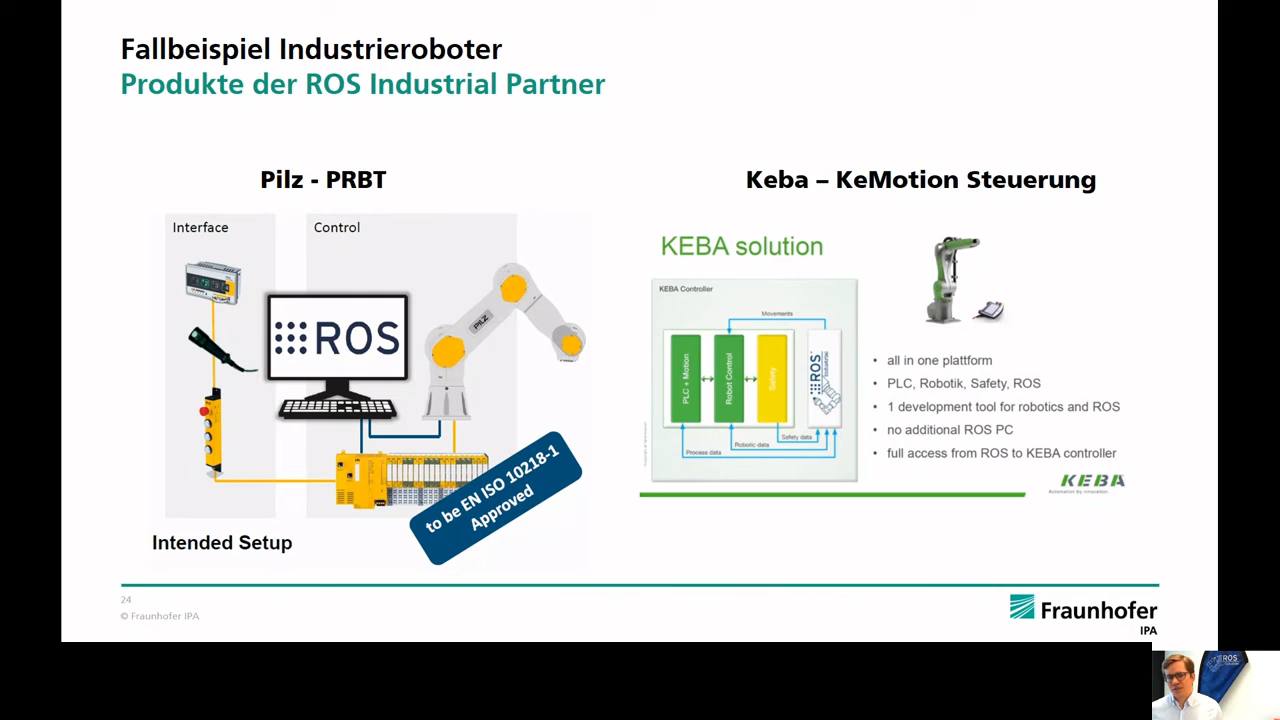 Fallbeispiel Industrieroboter
Produkte der ROS Industrial Partner
Pilz - PRBT
Interface
Control
ROS
PILZ
to be EN ISO 10218-1
Approved
Intended Setup
Keba – KeMotion Steuerung
KEBA solution
KEBA Controller
Movements
PLC + Motion
Robot Control
Safety
ROS
Safety data
Robotic data
Process data
• all in one plattform
• PLC, Robotik, Safety, ROS
• 1 development tool for robotics and ROS
• no additional ROS PC
• full access from ROS to KEBA controller
KEBA
Automation by innovation.
24
© Fraunhofer IPA
Fraunhofer
IPA
ROS